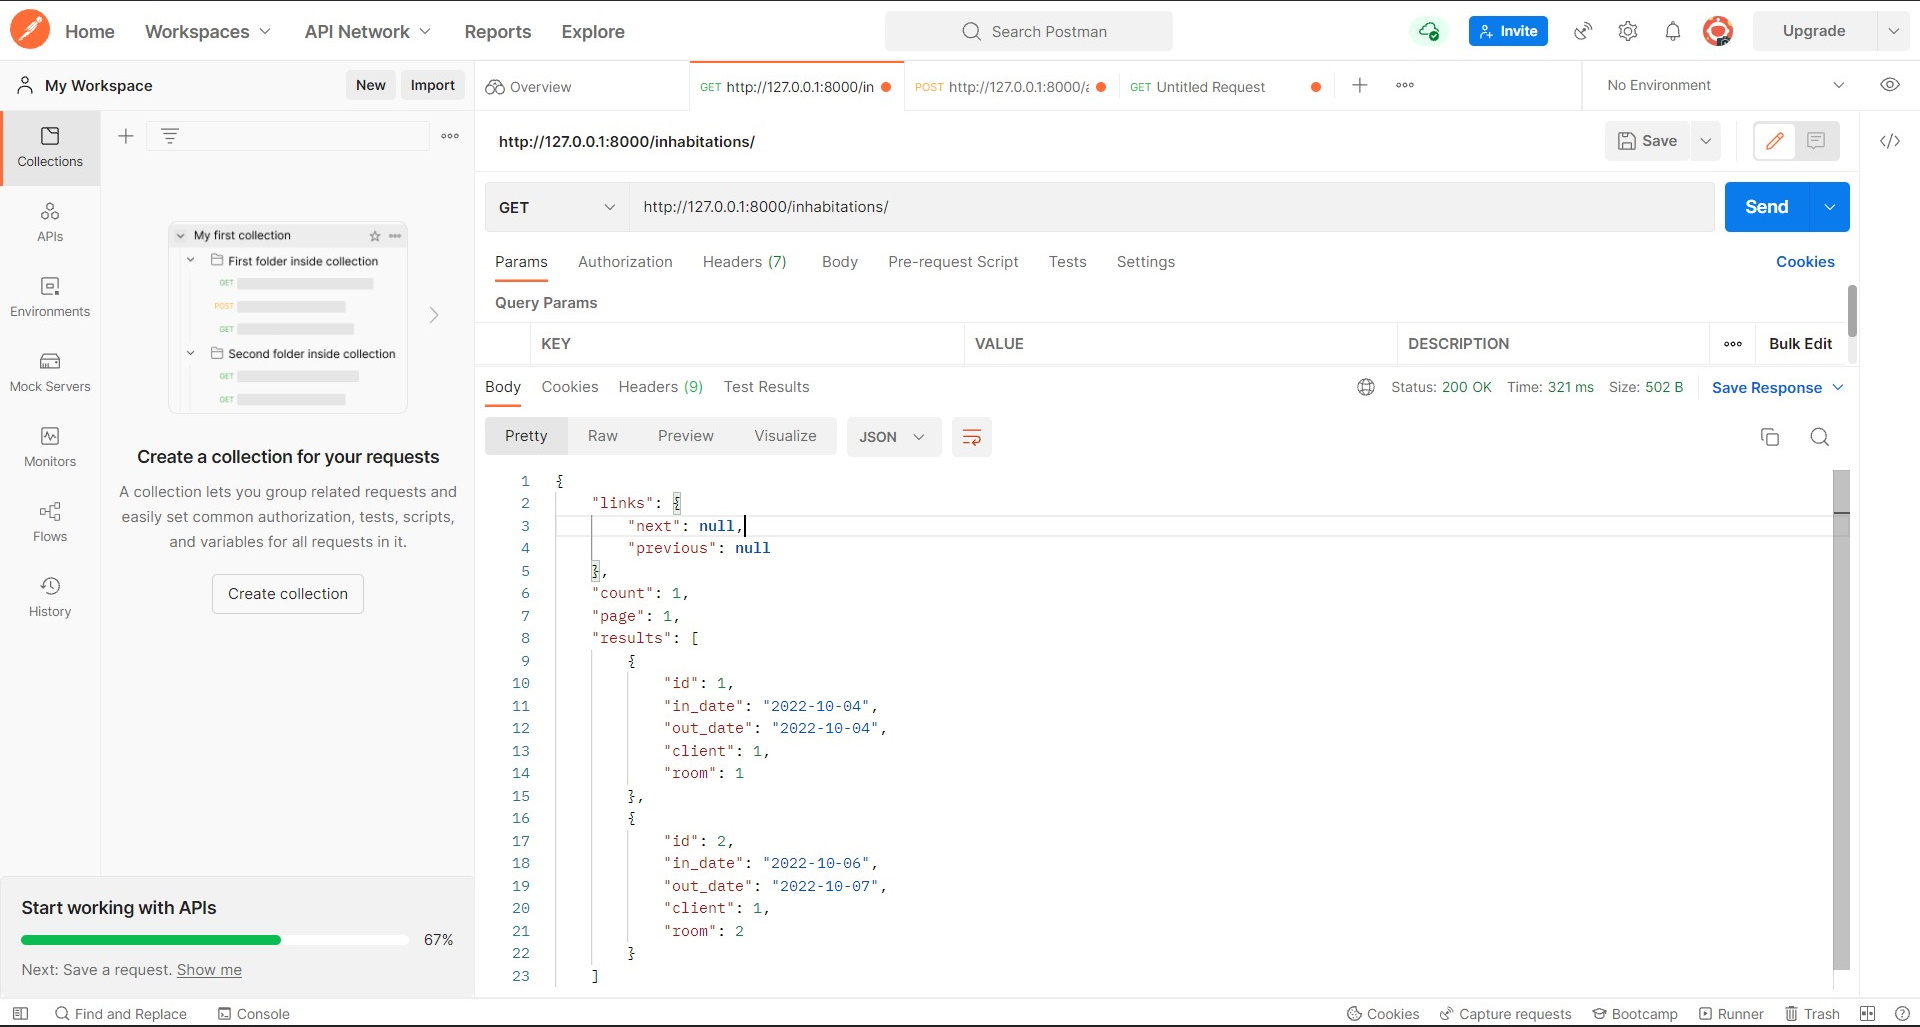 Home Workspaces API Network Reports Explore Search Postman Invite Upgrade
My Workspace New Import Overview GET http://127.0.0.1:8000/in POST http://127.0.0.1:8000/ GET Untitled Request No Environment
Collections
APIs
Environments
Mock Servers
Monitors
Flows
History
My first collection
First folder inside collection
GET
POST
GET
Second folder inside collection
GET
GET
Create a collection for your requests
A collection lets you group related requests and
easily set common authorization, tests, scripts,
and variables for all requests in it.
Create collection
Start working with APIs
67%
Next: Save a request. Show me
http://127.0.0.1:8000/inhabitations/ Save
GET http://127.0.0.1:8000/inhabitations/ Send
Params Authorization Headers (7) Body Pre-request Script Tests Settings Cookies
Query Params
KEY VALUE DESCRIPTION Bulk Edit
Body Cookies Headers (9) Test Results Status: 200 OK Time: 321 ms Size: 502 B Save Response
Pretty Raw Preview Visualize JSON
1 {
2 "links": {
3 "next": null,
4 "previous": null
5 },
6 "count": 1,
7 "page": 1,
8 "results": [
9 {
10 "id": 1,
11 "in_date": "2022-10-04",
12 "out_date": "2022-10-04",
13 "client": 1,
14 "room": 1
15 },
16 {
17 "id": 2,
18 "in_date": "2022-10-06",
19 "out_date": "2022-10-07",
20 "client": 1,
21 "room": 2
22 }
23 ]
Find and Replace Console Cookies Capture requests Bootcamp Runner Trash